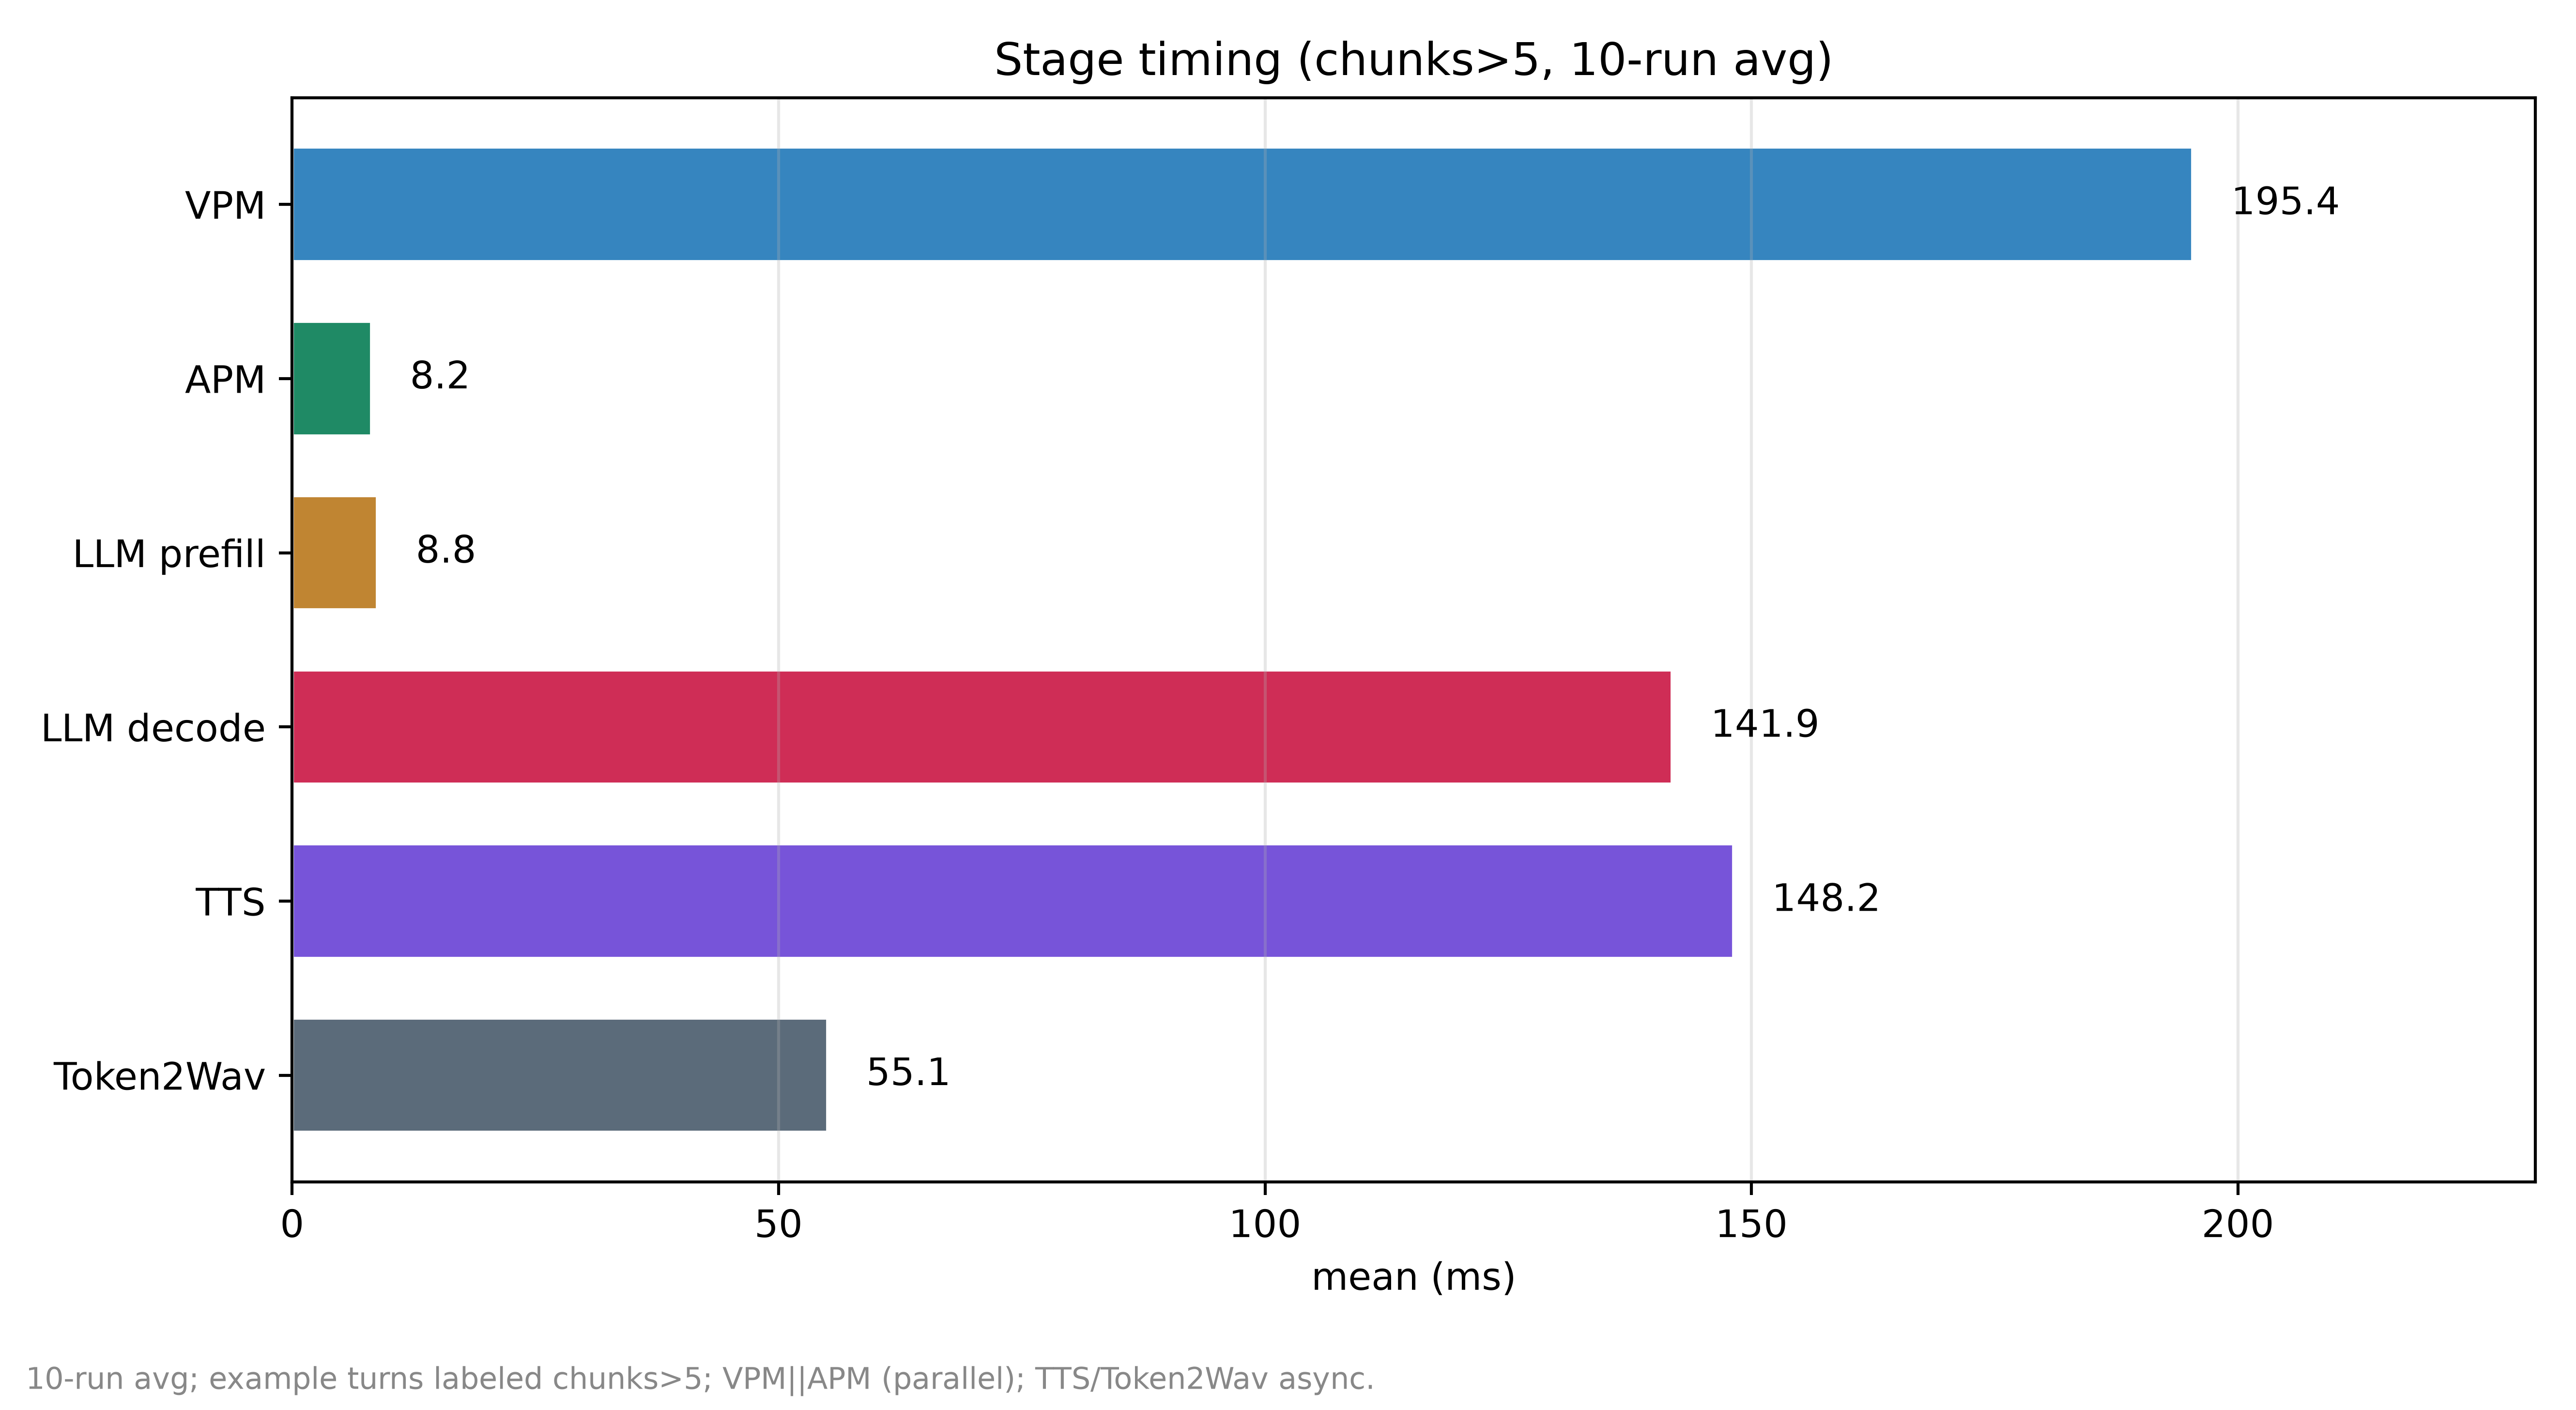 Stage timing (chunks>5, 10-run avg)
VPM
195.4
APM
8.2
LLM prefill
8.8
LLM decode
141.9
TTS
148.2
Token2Wav
55.1
0 50 100 150 200
mean (ms)
10-run avg; example turns labeled chunks>5; VPM||APM (parallel); TTS/Token2Wav async.